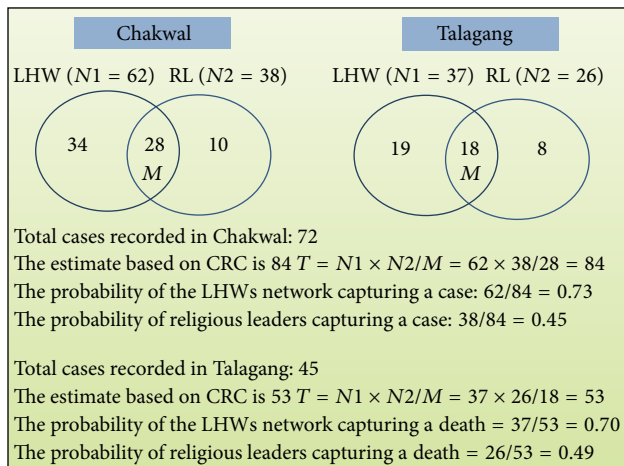 Chakwal Talagang
LHW (N1 = 62) RL (N2 = 38) LHW (N1 = 37) RL (N2 = 26)
34 28 10 19 18 8
M M
Total cases recorded in Chakwal: 72
The estimate based on CRC is 84 T = N1 × N2/M = 62 × 38/28 = 84
The probability of the LHWs network capturing a case: 62/84 = 0.73
The probability of religious leaders capturing a case: 38/84 = 0.45
Total cases recorded in Talagang: 45
The estimate based on CRC is 53 T = N1 × N2/M = 37 × 26/18 = 53
The probability of the LHWs network capturing a death = 37/53 = 0.70
The probability of religious leaders capturing a death = 26/53 = 0.49